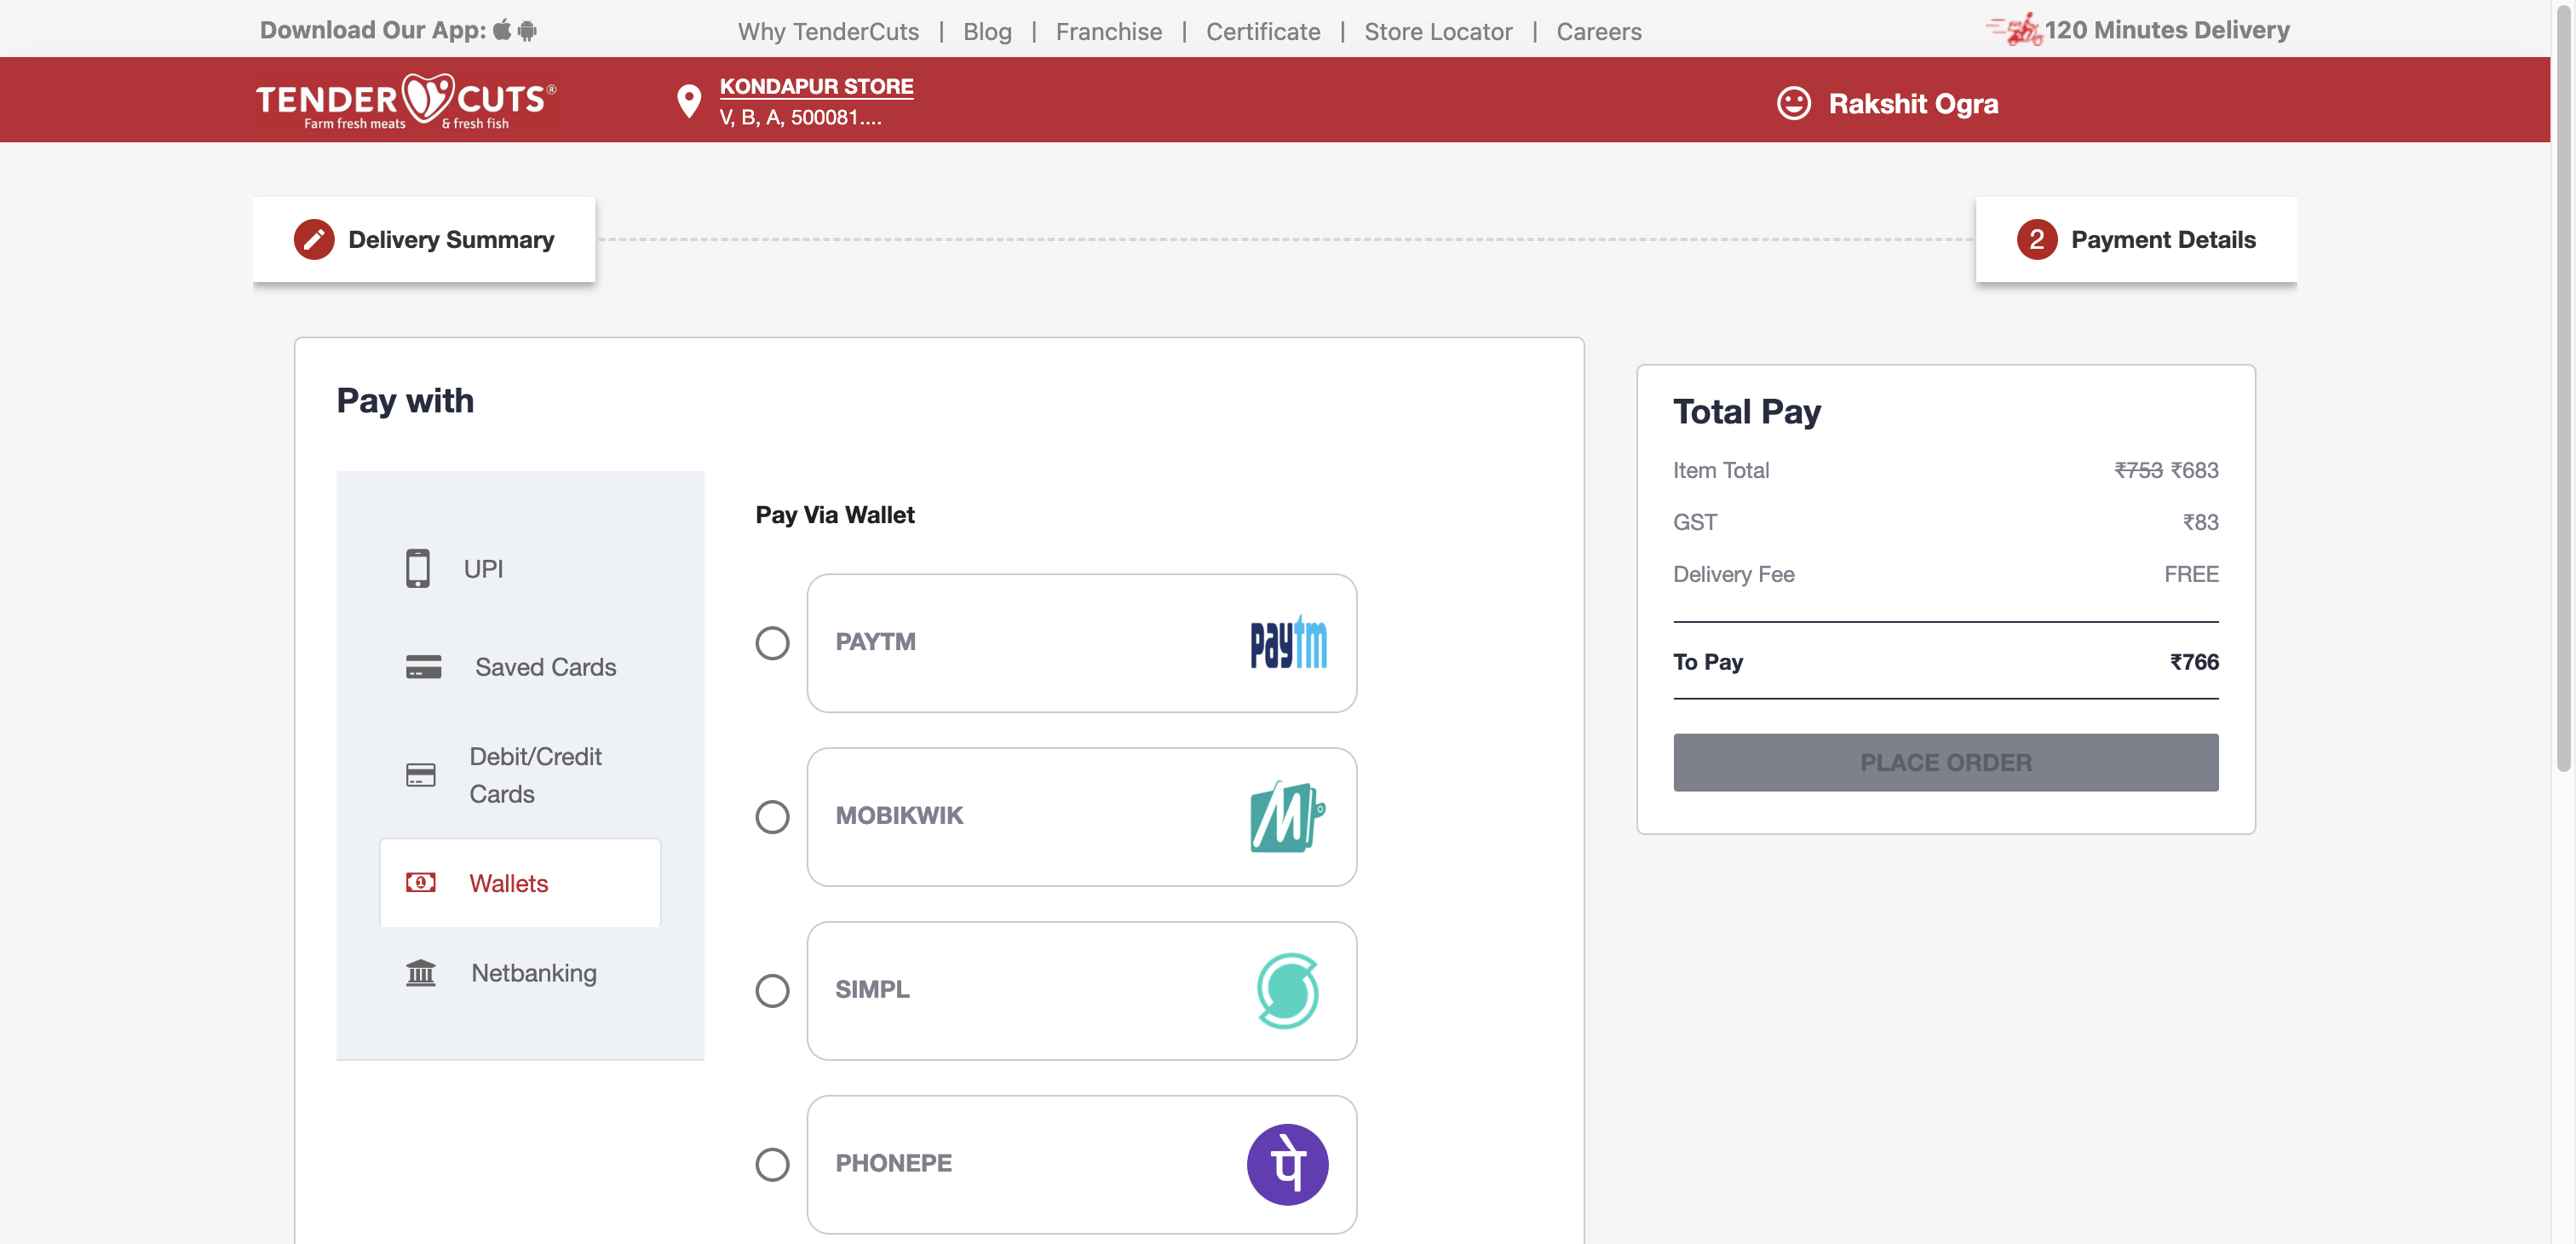 Download Our App:
Why TenderCuts | Blog | Franchise | Certificate | Store Locator | Careers
120 Minutes Delivery
TENDER CUTS®
Farm fresh meats & fresh fish
KONDAPUR STORE
V, B, A, 500081....
Rakshit Ogra
Delivery Summary
2 Payment Details
Pay with
UPI
Saved Cards
Debit/Credit
Cards
Wallets
Netbanking
Pay Via Wallet
PAYTM paytm
MOBIKWIK M
SIMPL
PHONEPE पे
Total Pay
Item Total ₹753 ₹683
GST ₹83
Delivery Fee FREE
To Pay ₹766
PLACE ORDER